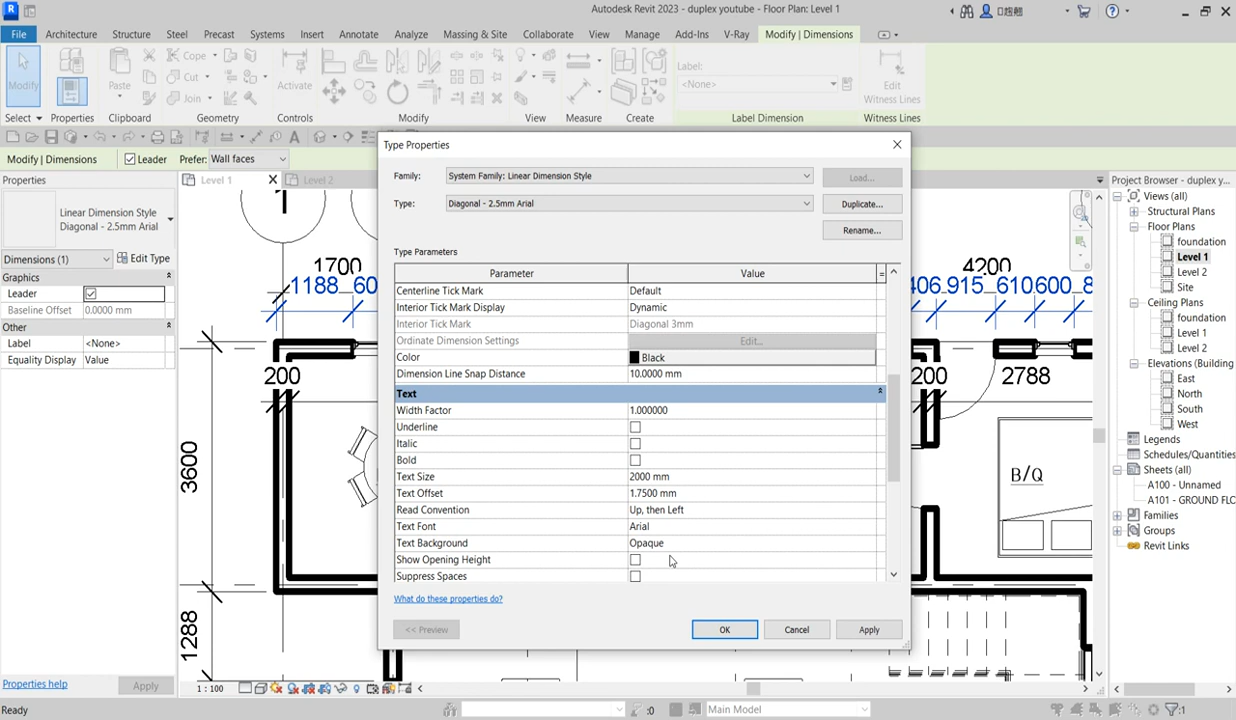 Autodesk Revit 2023 - duplex youtube - Floor Plan: Level 1
File Architecture Structure Steel Precast Systems Insert Annotate Analyze Massing & Site Collaborate View Manage Add-Ins V-Ray Modify | Dimensions
Modify Paste Cope Cut Join Activate Label: <None> Edit Witness Lines
Select Properties Clipboard Geometry Controls Modify View Measure Create Label Dimension Witness Lines
Modify | Dimensions Leader Prefer: Wall faces
Properties
Linear Dimension Style
Diagonal - 2.5mm Arial
Dimensions (1) Edit Type
Graphics
Leader
Baseline Offset 0.0000 mm
Other
Label <None>
Equality Display Value
Properties help Apply
Level 1 Level 2
1
1700
1188 60
200
3600
1288
4200
406 915 610 600 8
200
2788
B/Q
Type Properties
Family: System Family: Linear Dimension Style Load...
Type: Diagonal - 2.5mm Arial Duplicate...
Rename...
Type Parameters
Parameter Value =
Centerline Tick Mark Default
Interior Tick Mark Display Dynamic
Interior Tick Mark Diagonal 3mm
Ordinate Dimension Settings Edit...
Color Black
Dimension Line Snap Distance 10.0000 mm
Text
Width Factor 1.000000
Underline
Italic
Bold
Text Size 2000 mm
Text Offset 1.7500 mm
Read Convention Up, then Left
Text Font Arial
Text Background Opaque
Show Opening Height
Suppress Spaces
What do these properties do?
<< Preview OK Cancel Apply
Project Browser - duplex y...
Views (all)
Structural Plans
Floor Plans
foundation
Level 1
Level 2
Site
Ceiling Plans
foundation
Level 1
Level 2
Elevations (Building
East
North
South
West
Legends
Schedules/Quantities
Sheets (all)
A100 - Unnamed
A101 - GROUND FLO
Families
Groups
Revit Links
1 : 100
Ready :0 Main Model :1